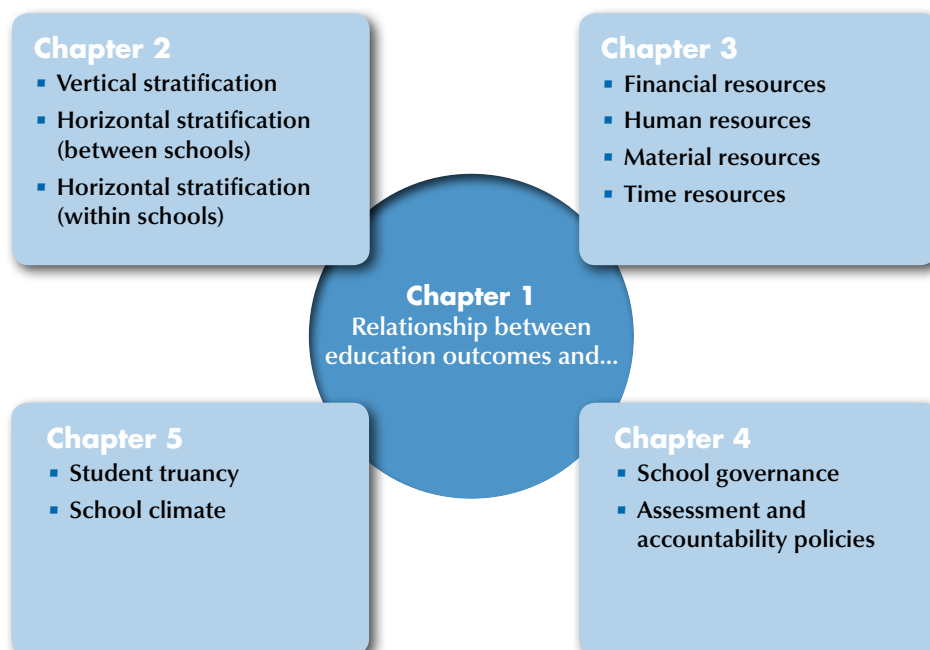 Chapter 2
▪ Vertical stratification
▪ Horizontal stratification
(between schools)
▪ Horizontal stratification
(within schools)
Chapter 3
▪ Financial resources
▪ Human resources
▪ Material resources
▪ Time resources
Chapter 1
Relationship between
education outcomes and...
Chapter 5
▪ Student truancy
▪ School climate
Chapter 4
▪ School governance
▪ Assessment and
accountability policies